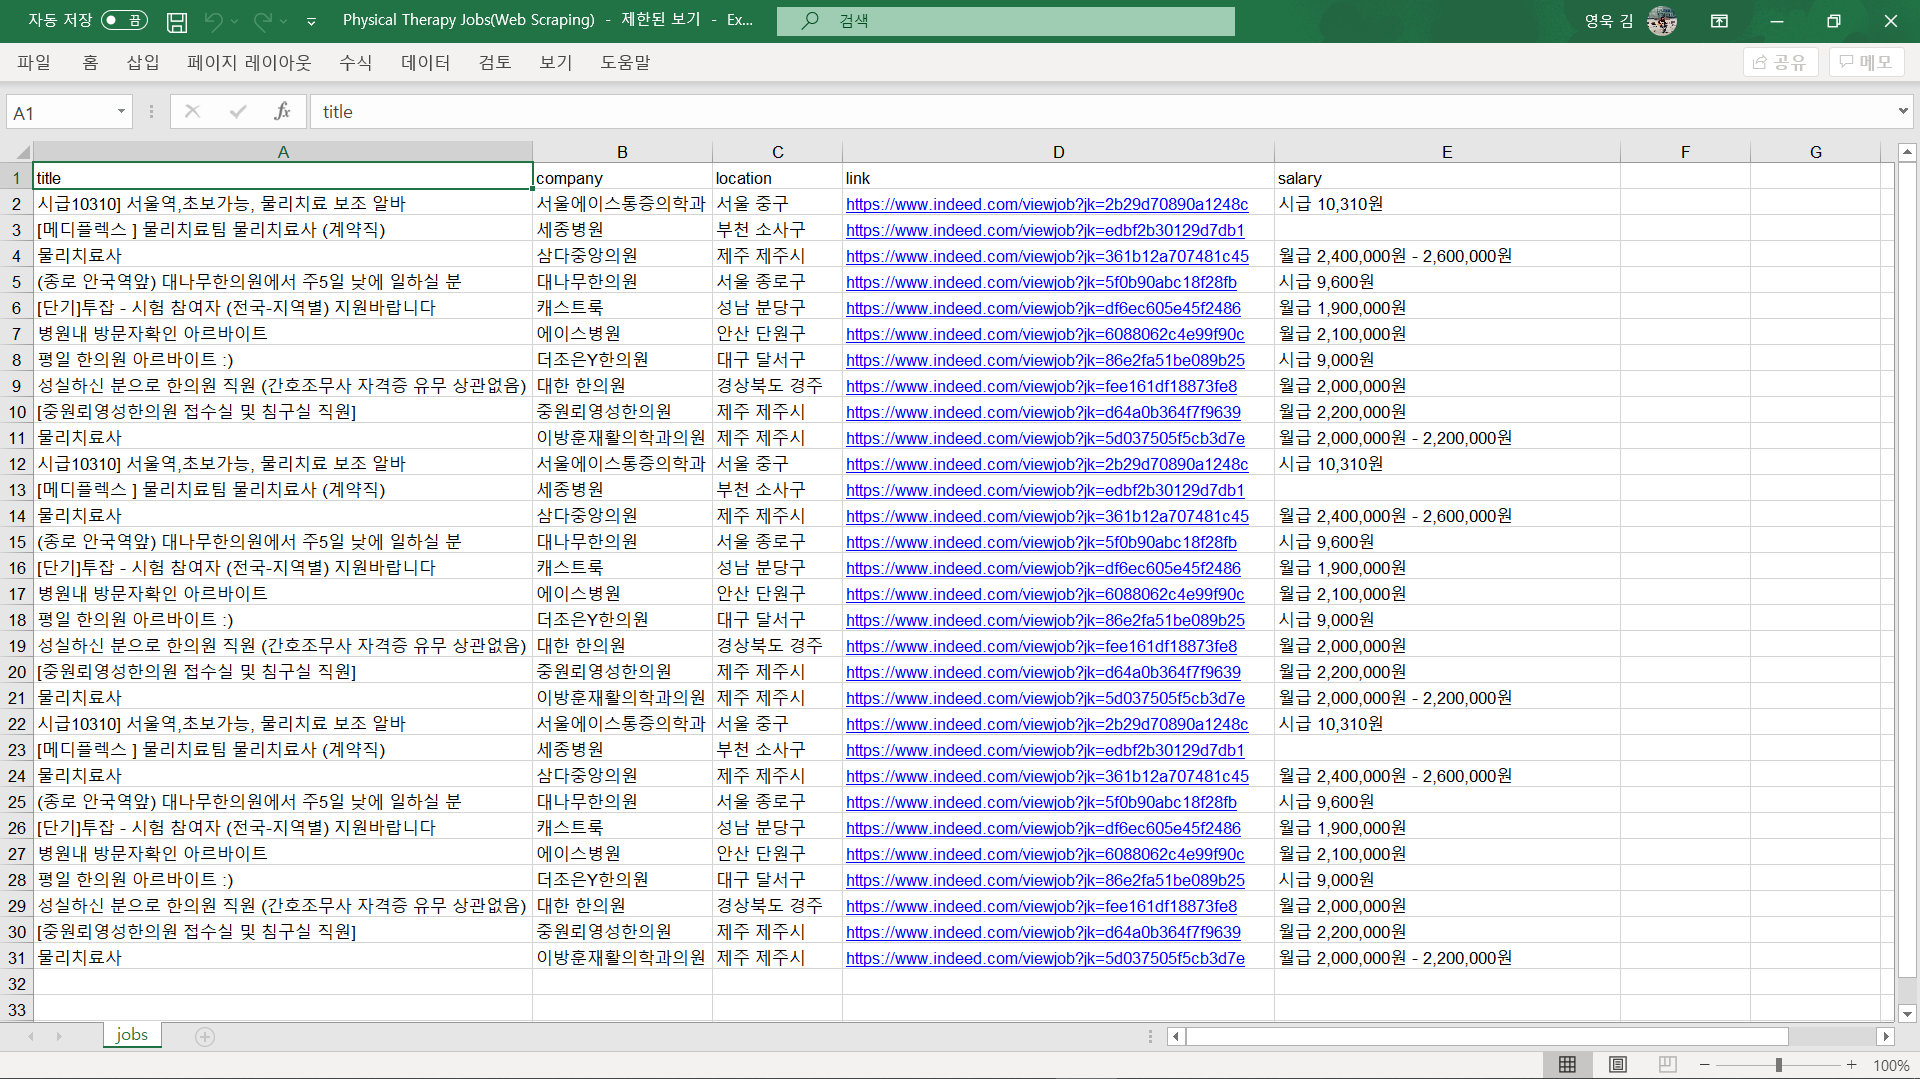 자동 저장 끔 Physical Therapy Jobs(Web Scraping) - 제한된 보기 - Ex... 검색 영욱 김
파일 홈 삽입 페이지 레이아웃 수식 데이터 검토 보기 도움말 공유 메모
A1 fx title
A B C D E F G
1 title company location link salary
2 시급10310] 서울역,초보가능, 물리치료 보조 알바 서울에이스통증의학과 서울 중구 https://www.indeed.com/viewjob?jk=2b29d70890a1248c 시급 10,310원
3 [메디플렉스 ] 물리치료팀 물리치료사 (계약직) 세종병원 부천 소사구 https://www.indeed.com/viewjob?jk=edbf2b30129d7db1
4 물리치료사 삼다중앙의원 제주 제주시 https://www.indeed.com/viewjob?jk=361b12a707481c45 월급 2,400,000원 - 2,600,000원
5 (종로 안국역앞) 대나무한의원에서 주5일 낮에 일하실 분 대나무한의원 서울 종로구 https://www.indeed.com/viewjob?jk=5f0b90abc18f28fb 시급 9,600원
6 [단기]투잡 - 시험 참여자 (전국-지역별) 지원바랍니다 캐스트룩 성남 분당구 https://www.indeed.com/viewjob?jk=df6ec605e45f2486 월급 1,900,000원
7 병원내 방문자확인 아르바이트 에이스병원 안산 단원구 https://www.indeed.com/viewjob?jk=6088062c4e99f90c 월급 2,100,000원
8 평일 한의원 아르바이트 :) 더조은Y한의원 대구 달서구 https://www.indeed.com/viewjob?jk=86e2fa51be089b25 시급 9,000원
9 성실하신 분으로 한의원 직원 (간호조무사 자격증 유무 상관없음) 대한 한의원 경상북도 경주 https://www.indeed.com/viewjob?jk=fee161df18873fe8 월급 2,000,000원
10 [중원뢰영성한의원 접수실 및 침구실 직원] 중원뢰영성한의원 제주 제주시 https://www.indeed.com/viewjob?jk=d64a0b364f7f9639 월급 2,200,000원
11 물리치료사 이방훈재활의학과의원 제주 제주시 https://www.indeed.com/viewjob?jk=5d037505f5cb3d7e 월급 2,000,000원 - 2,200,000원
12 시급10310] 서울역,초보가능, 물리치료 보조 알바 서울에이스통증의학과 서울 중구 https://www.indeed.com/viewjob?jk=2b29d70890a1248c 시급 10,310원
13 [메디플렉스 ] 물리치료팀 물리치료사 (계약직) 세종병원 부천 소사구 https://www.indeed.com/viewjob?jk=edbf2b30129d7db1
14 물리치료사 삼다중앙의원 제주 제주시 https://www.indeed.com/viewjob?jk=361b12a707481c45 월급 2,400,000원 - 2,600,000원
15 (종로 안국역앞) 대나무한의원에서 주5일 낮에 일하실 분 대나무한의원 서울 종로구 https://www.indeed.com/viewjob?jk=5f0b90abc18f28fb 시급 9,600원
16 [단기]투잡 - 시험 참여자 (전국-지역별) 지원바랍니다 캐스트룩 성남 분당구 https://www.indeed.com/viewjob?jk=df6ec605e45f2486 월급 1,900,000원
17 병원내 방문자확인 아르바이트 에이스병원 안산 단원구 https://www.indeed.com/viewjob?jk=6088062c4e99f90c 월급 2,100,000원
18 평일 한의원 아르바이트 :) 더조은Y한의원 대구 달서구 https://www.indeed.com/viewjob?jk=86e2fa51be089b25 시급 9,000원
19 성실하신 분으로 한의원 직원 (간호조무사 자격증 유무 상관없음) 대한 한의원 경상북도 경주 https://www.indeed.com/viewjob?jk=fee161df18873fe8 월급 2,000,000원
20 [중원뢰영성한의원 접수실 및 침구실 직원] 중원뢰영성한의원 제주 제주시 https://www.indeed.com/viewjob?jk=d64a0b364f7f9639 월급 2,200,000원
21 물리치료사 이방훈재활의학과의원 제주 제주시 https://www.indeed.com/viewjob?jk=5d037505f5cb3d7e 월급 2,000,000원 - 2,200,000원
22 시급10310] 서울역,초보가능, 물리치료 보조 알바 서울에이스통증의학과 서울 중구 https://www.indeed.com/viewjob?jk=2b29d70890a1248c 시급 10,310원
23 [메디플렉스 ] 물리치료팀 물리치료사 (계약직) 세종병원 부천 소사구 https://www.indeed.com/viewjob?jk=edbf2b30129d7db1
24 물리치료사 삼다중앙의원 제주 제주시 https://www.indeed.com/viewjob?jk=361b12a707481c45 월급 2,400,000원 - 2,600,000원
25 (종로 안국역앞) 대나무한의원에서 주5일 낮에 일하실 분 대나무한의원 서울 종로구 https://www.indeed.com/viewjob?jk=5f0b90abc18f28fb 시급 9,600원
26 [단기]투잡 - 시험 참여자 (전국-지역별) 지원바랍니다 캐스트룩 성남 분당구 https://www.indeed.com/viewjob?jk=df6ec605e45f2486 월급 1,900,000원
27 병원내 방문자확인 아르바이트 에이스병원 안산 단원구 https://www.indeed.com/viewjob?jk=6088062c4e99f90c 월급 2,100,000원
28 평일 한의원 아르바이트 :) 더조은Y한의원 대구 달서구 https://www.indeed.com/viewjob?jk=86e2fa51be089b25 시급 9,000원
29 성실하신 분으로 한의원 직원 (간호조무사 자격증 유무 상관없음) 대한 한의원 경상북도 경주 https://www.indeed.com/viewjob?jk=fee161df18873fe8 월급 2,000,000원
30 [중원뢰영성한의원 접수실 및 침구실 직원] 중원뢰영성한의원 제주 제주시 https://www.indeed.com/viewjob?jk=d64a0b364f7f9639 월급 2,200,000원
31 물리치료사 이방훈재활의학과의원 제주 제주시 https://www.indeed.com/viewjob?jk=5d037505f5cb3d7e 월급 2,000,000원 - 2,200,000원
32
33
jobs
100%